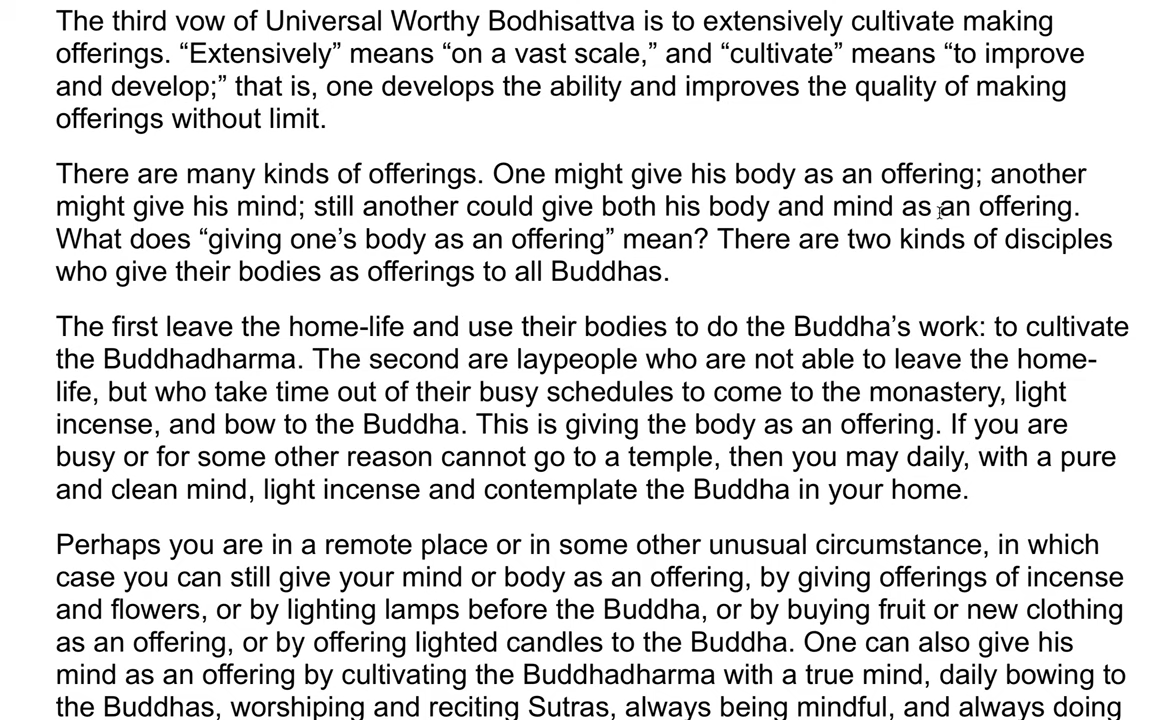 The third vow of Universal Worthy Bodhisattva is to extensively cultivate making
offerings. “Extensively” means “on a vast scale,” and “cultivate” means “to improve
and develop;” that is, one develops the ability and improves the quality of making
offerings without limit.
There are many kinds of offerings. One might give his body as an offering; another
might give his mind; still another could give both his body and mind as an offering.
What does “giving one’s body as an offering” mean? There are two kinds of disciples
who give their bodies as offerings to all Buddhas.
The first leave the home-life and use their bodies to do the Buddha’s work: to cultivate
the Buddhadharma. The second are laypeople who are not able to leave the home-
life, but who take time out of their busy schedules to come to the monastery, light
incense, and bow to the Buddha. This is giving the body as an offering. If you are
busy or for some other reason cannot go to a temple, then you may daily, with a pure
and clean mind, light incense and contemplate the Buddha in your home.
Perhaps you are in a remote place or in some other unusual circumstance, in which
case you can still give your mind or body as an offering, by giving offerings of incense
and flowers, or by lighting lamps before the Buddha, or by buying fruit or new clothing
as an offering, or by offering lighted candles to the Buddha. One can also give his
mind as an offering by cultivating the Buddhadharma with a true mind, daily bowing to
the Buddhas, worshiping and reciting Sutras, always being mindful, and always doing